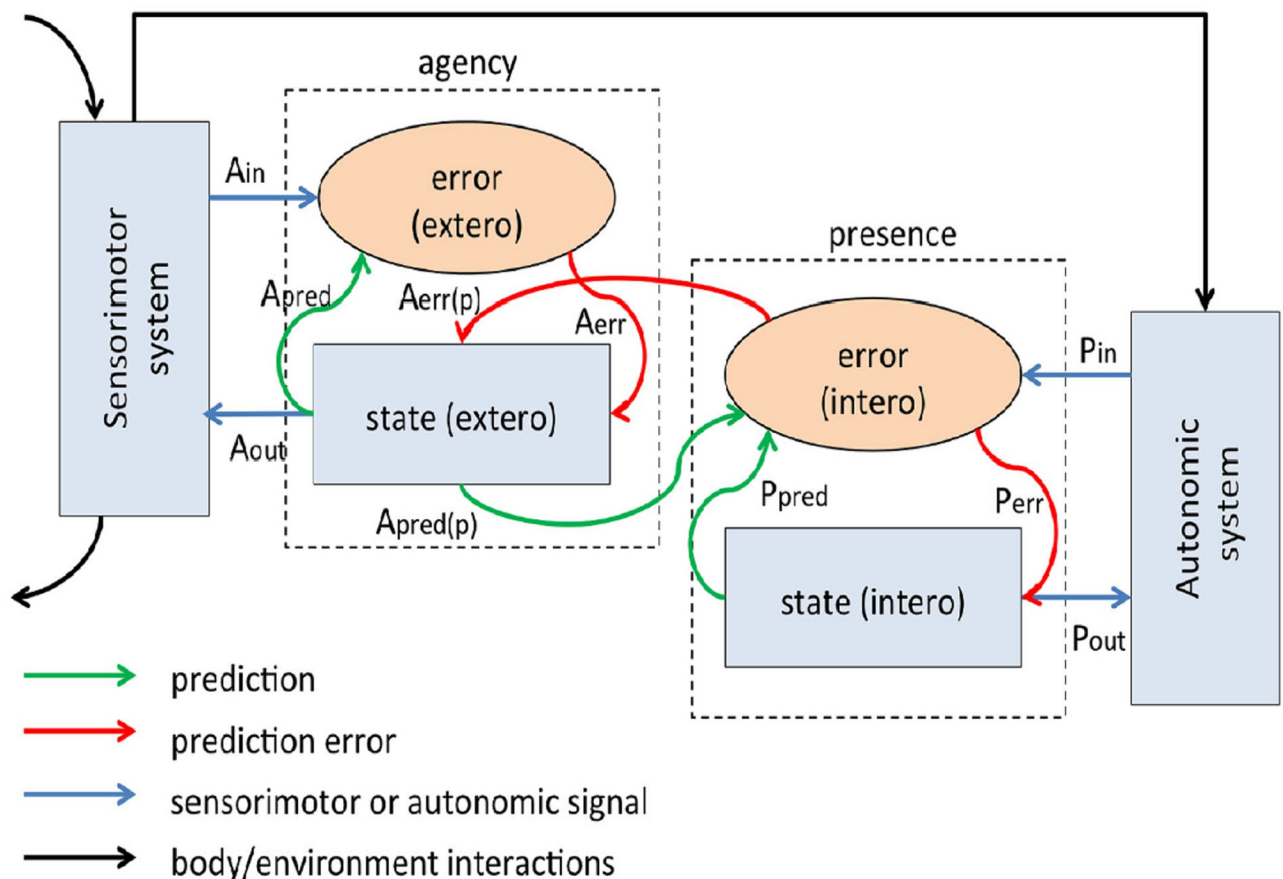 agency
Ain
error
(extero)
Sensorimotor
system
presence
Apred
Aerr(p)
Aerr
Pin
error
(intero)
state (extero)
Aout
Ppred
Perr
Apred(p)
Autonomic
system
state (intero)
Pout
prediction
prediction error
sensorimotor or autonomic signal
body/environment interactions